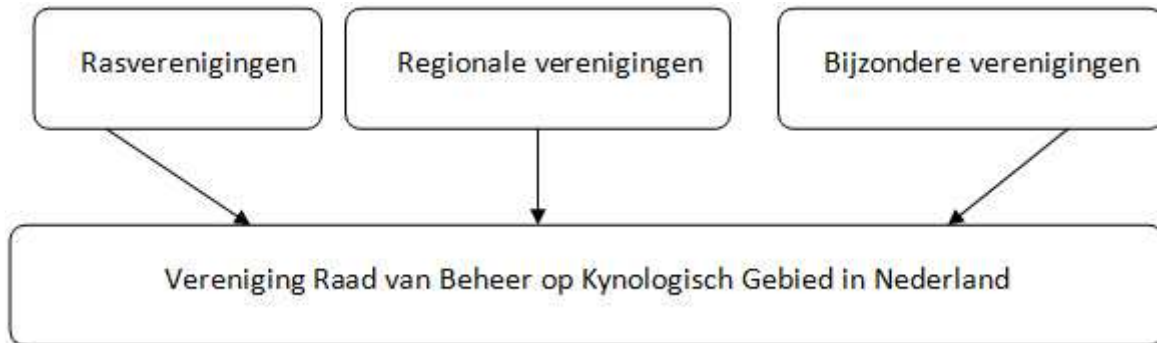 Rasverenigingen
Regionale verenigingen
Bijzondere verenigingen
Vereniging Raad van Beheer op Kynologisch Gebied in Nederland